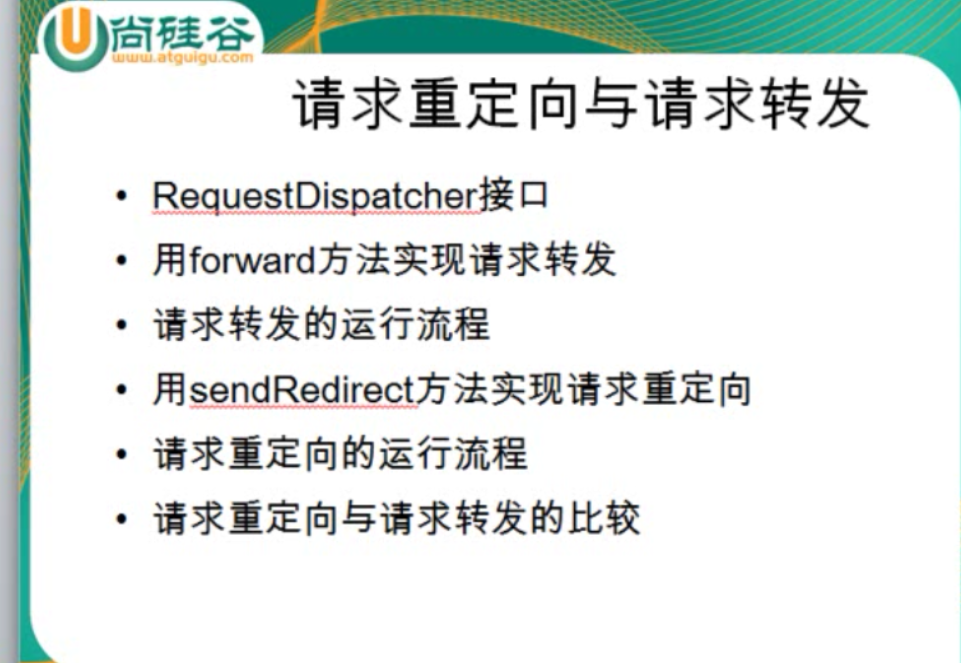 尚硅谷
www.atguigu.com
请求重定向与请求转发
• RequestDispatcher接口
• 用forward方法实现请求转发
• 请求转发的运行流程
• 用sendRedirect方法实现请求重定向
• 请求重定向的运行流程
• 请求重定向与请求转发的比较